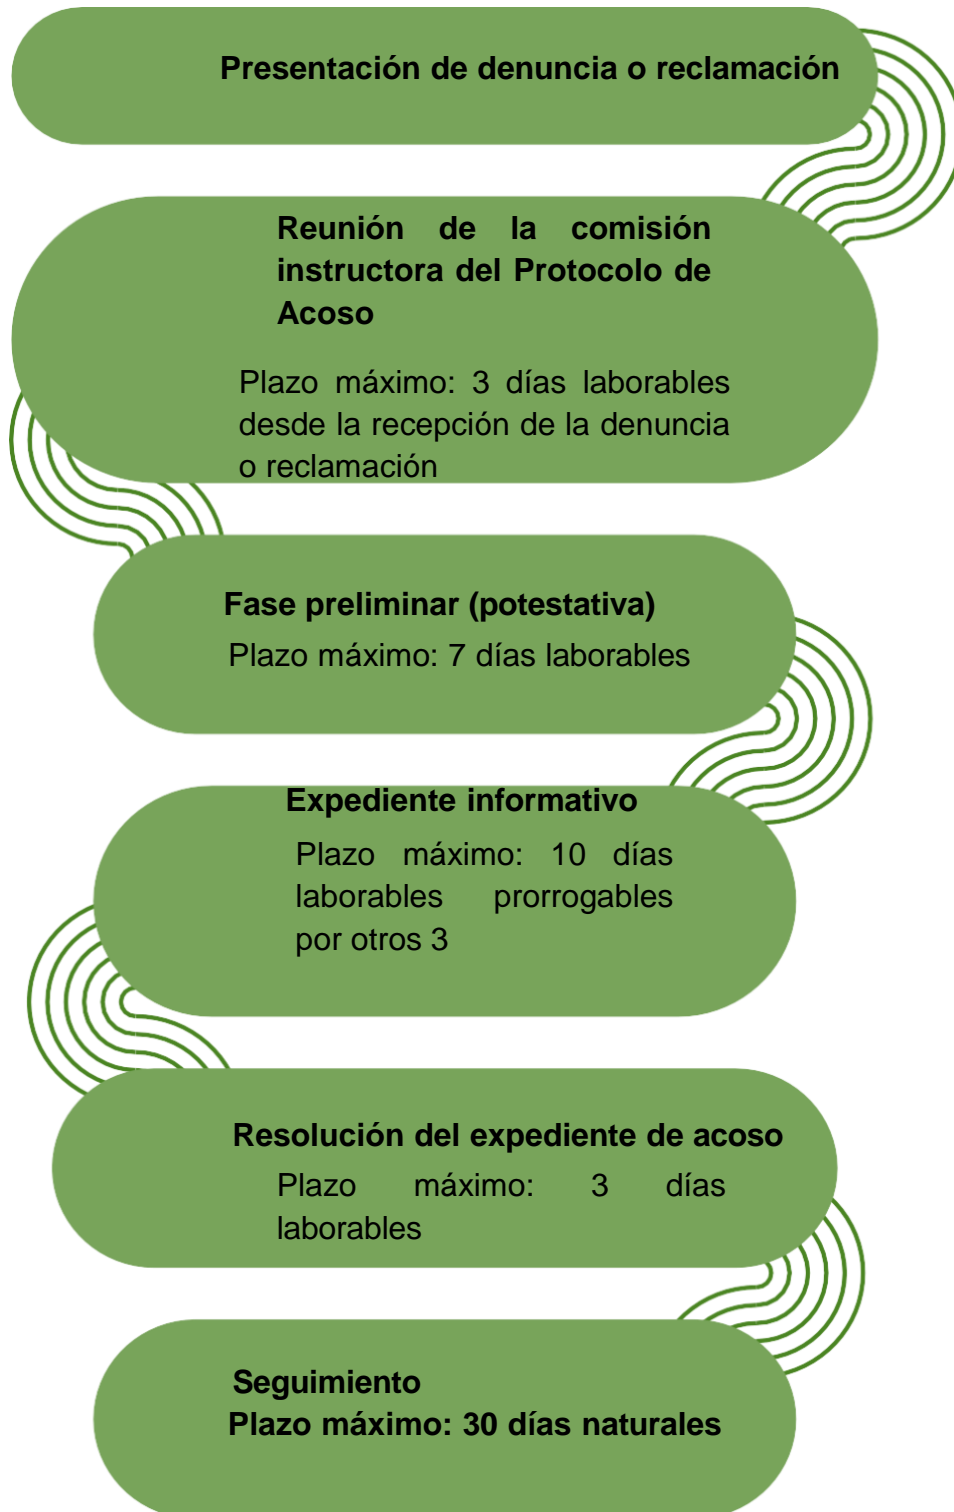 Presentación de denuncia o reclamación
Reunión de la comisión
instructora del Protocolo de
Acoso
Plazo máximo: 3 días laborables
desde la recepción de la denuncia
o reclamación
Fase preliminar (potestativa)
Plazo máximo: 7 días laborables
Expediente informativo
Plazo máximo: 10 días
laborables prorrogables
por otros 3
Resolución del expediente de acoso
Plazo máximo: 3 días
laborables
Seguimiento
Plazo máximo: 30 días naturales